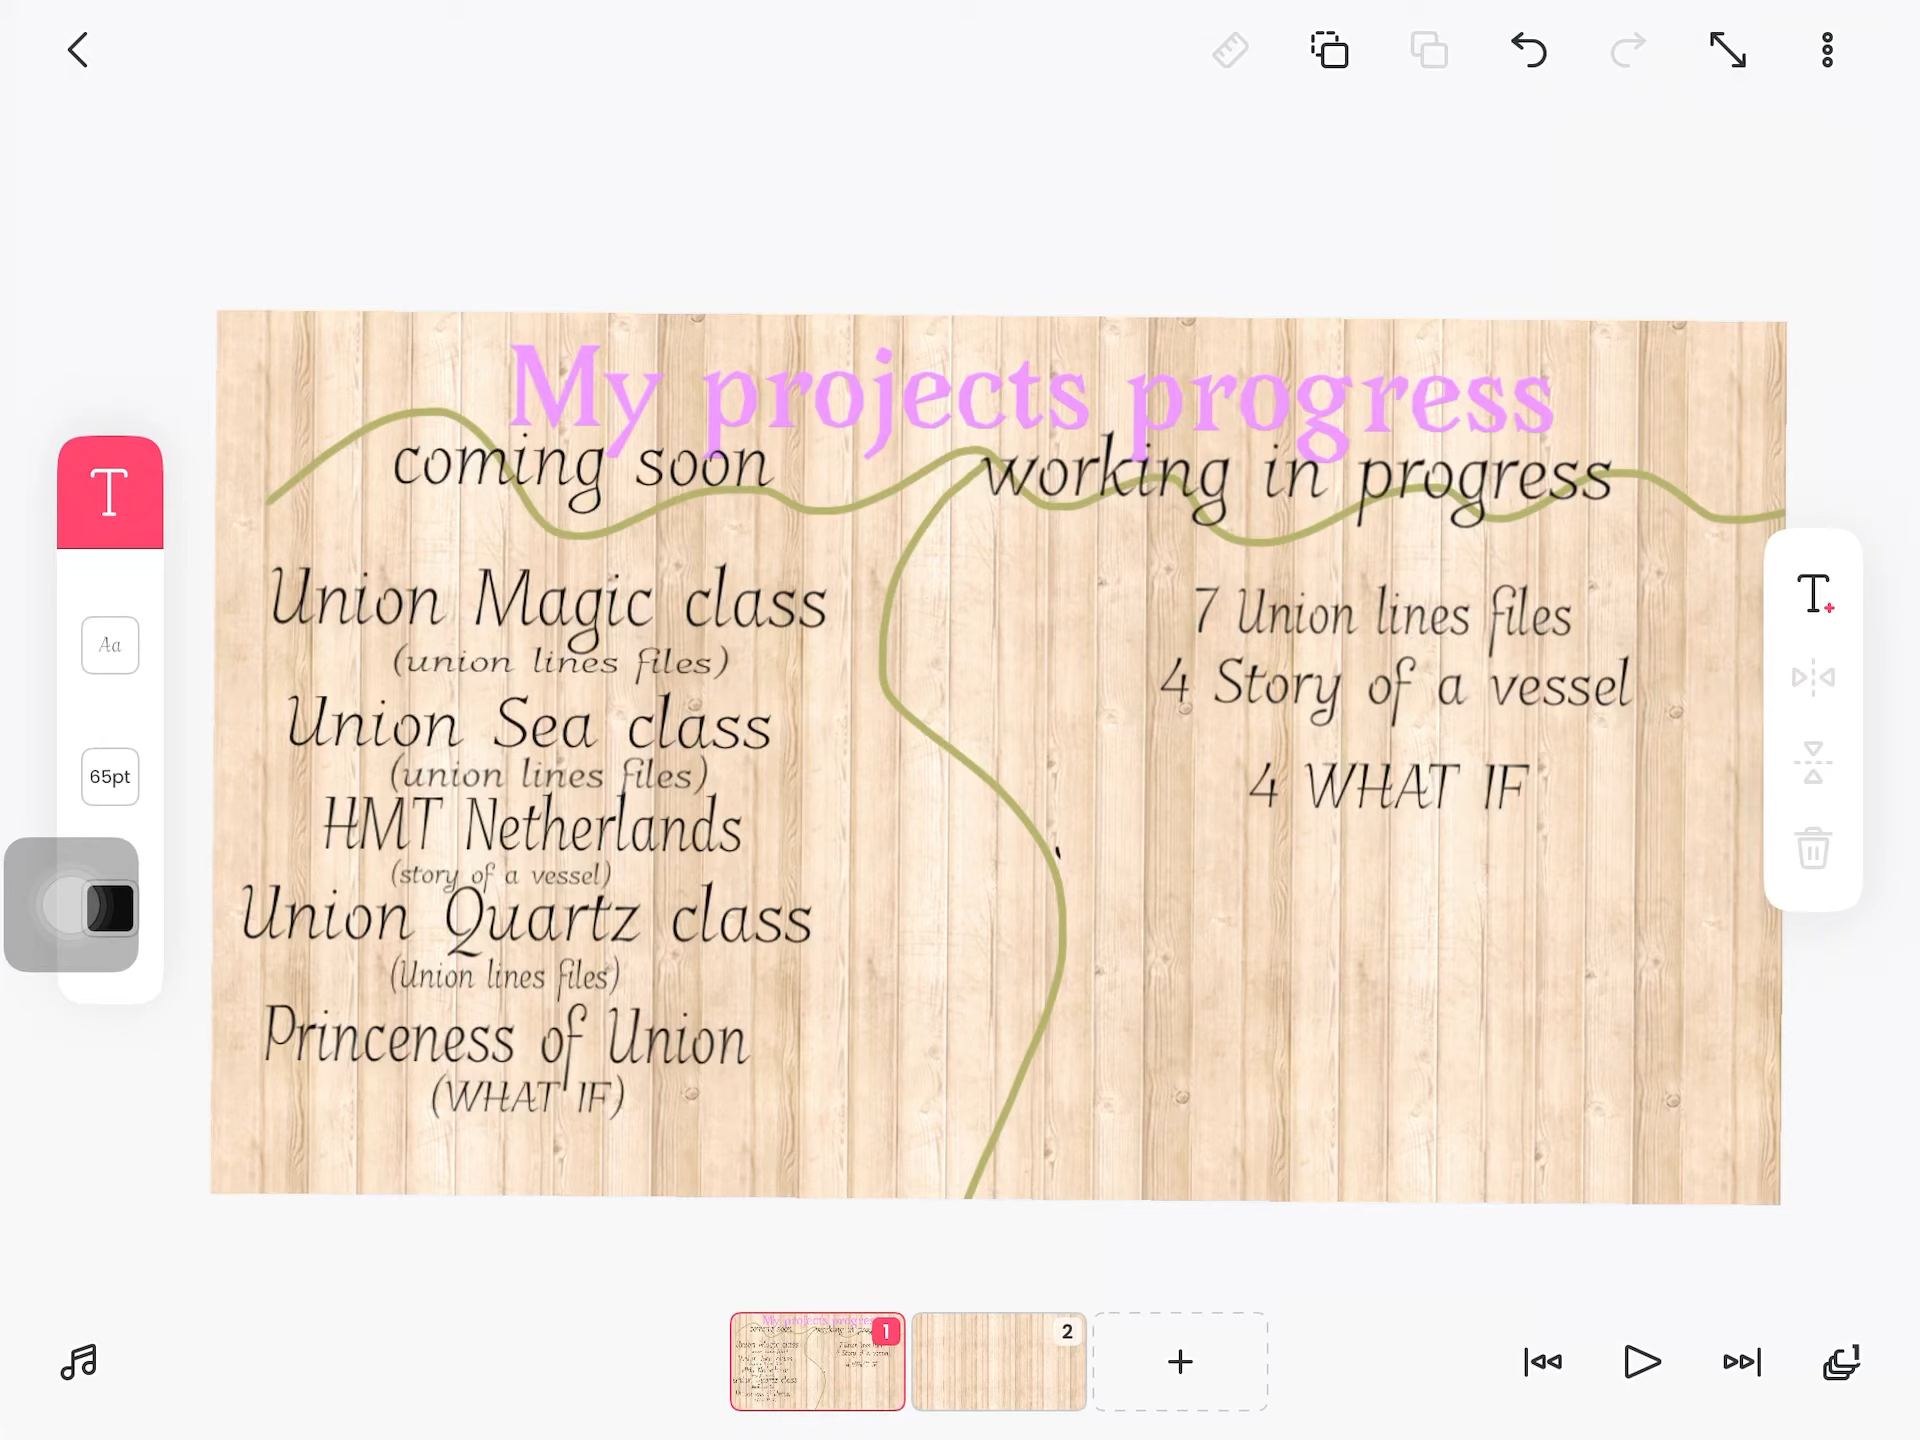 My projects progress
coming soon
working in progress
Union Magic class
(union lines files)
Union Sea class
(union lines files)
HMT Netherlands
(story of a vessel)
Union Quartz class
(Union lines files)
Princeness of Union
(WHAT IF)
7 Union lines files
4 Story of a vessel
4 WHAT IF
T
Aa
65pt
1
2